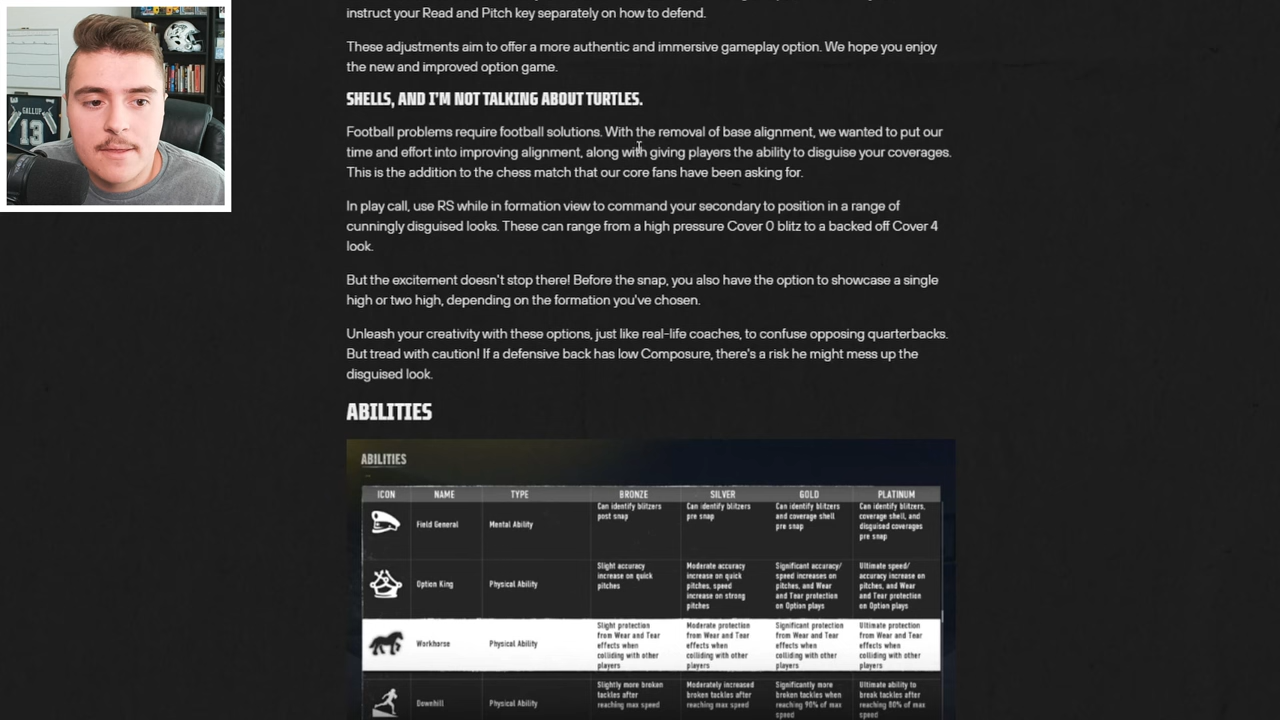 instruct your Read and Pitch key separately on how to defend.
These adjustments aim to offer a more authentic and immersive gameplay option. We hope you enjoy
the new and improved option game.
SHELLS, AND I'M NOT TALKING ABOUT TURTLES.
Football problems require football solutions. With the removal of base alignment, we wanted to put our
time and effort into improving alignment, along with giving players the ability to disguise your coverages.
This is the addition to the chess match that our core fans have been asking for.
In play call, use RS while in formation view to command your secondary to position in a range of
cunningly disguised looks. These can range from a high pressure Cover 0 blitz to a backed off Cover 4
look.
But the excitement doesn't stop there! Before the snap, you also have the option to showcase a single
high or two high, depending on the formation you've chosen.
Unleash your creativity with these options, just like real-life coaches, to confuse opposing quarterbacks.
But tread with caution! If a defensive back has low Composure, there's a risk he might mess up the
disguised look.
ABILITIES
ABILITIES
ICON NAME TYPE BRONZE SILVER GOLD PLATINUM
Field General
Mental Ability
Can identify blitzers
post snap
Can identify blitzers
pre snap
Can identify blitzers
and coverage shell
pre snap
Can identify blitzers,
coverage shell, and
disguised coverages
pre snap
Option King
Physical Ability
Slight accuracy
increase on quick
pitches
Moderate accuracy
increase on quick
pitches, speed
increase on strong
pitches
Significant accuracy/
speed increases on
pitches, and Wear
and Tear protection
on Option plays
Ultimate speed/
accuracy increase on
pitches, and Wear
and Tear protection
on Option plays
Workhorse
Physical Ability
Slight protection
from Wear and Tear
effects when
colliding with other
players
Moderate protection
from Wear and Tear
effects when
colliding with other
players
Significant protection
from Wear and Tear
effects when
colliding with other
players
Ultimate protection
from Wear and Tear
effects when
colliding with other
players
Downhill
Physical Ability
Slightly more broken
tackles after
reaching max speed
Moderately increased
broken tackles after
reaching max speed
Significantly more
broken tackles when
reaching 90% of max
speed
Ultimate ability to
break tackles after
reaching 80% of max
speed
GALLUP
13